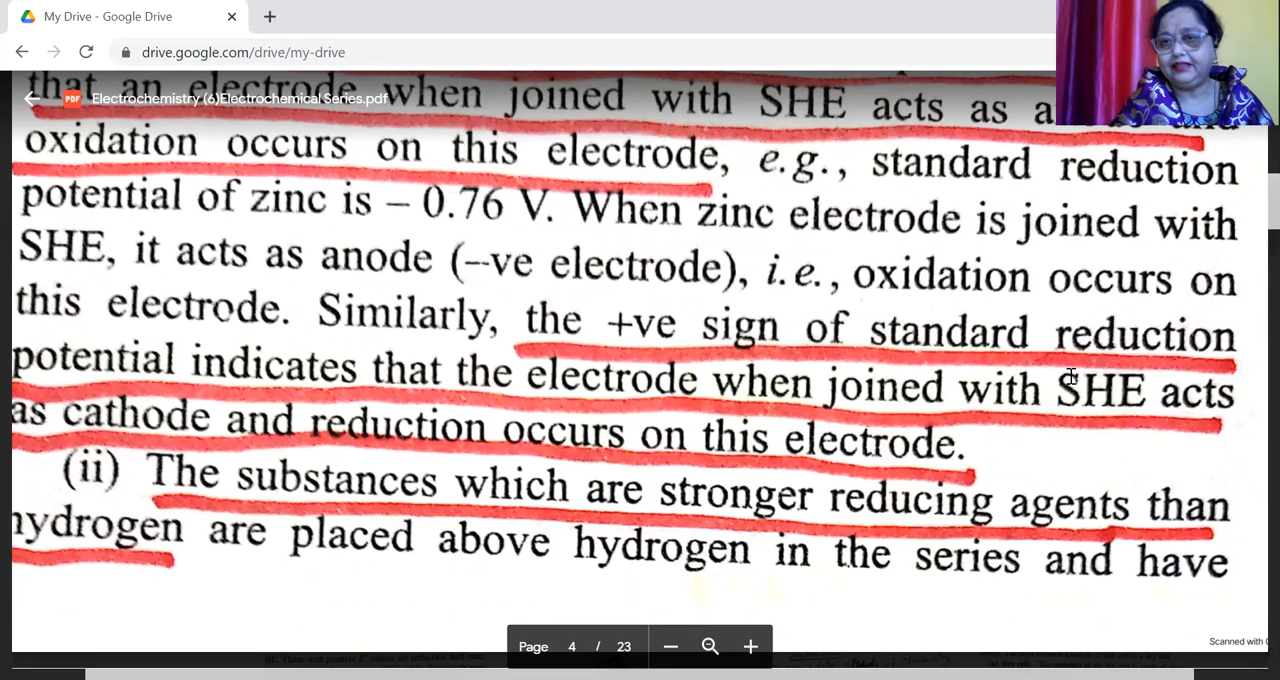 My Drive - Google Drive
drive.google.com/drive/my-drive
that an electrode when joined with SHE acts as
PDF Electrochemistry (6)Electrochemical Series.pdf
oxidation occurs on this electrode, e.g., standard reduction
potential of zinc is – 0.76 V. When zinc electrode is joined with
SHE, it acts as anode (–ve electrode), i.e., oxidation occurs on
this electrode. Similarly, the +ve sign of standard reduction
potential indicates that the electrode when joined with SHE acts
as cathode and reduction occurs on this electrode.
(ii) The substances which are stronger reducing agents than
hydrogen are placed above hydrogen in the series and have
Scanned with
Page 4 / 23